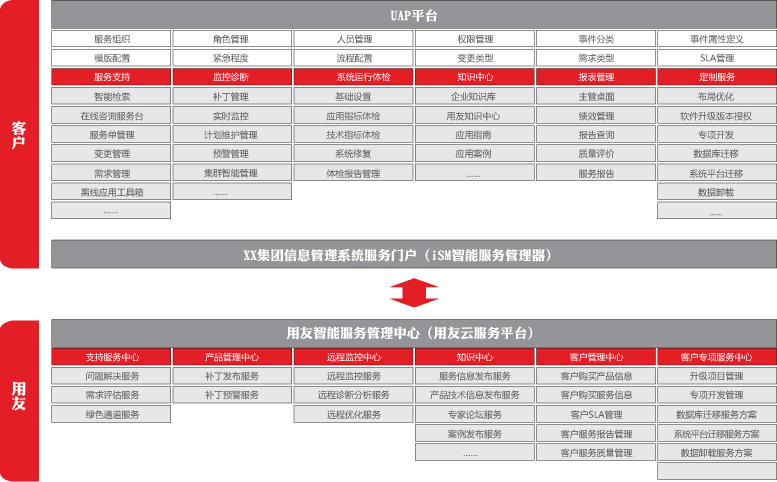 客户
UAP平台
服务组织 角色管理 人员管理 权限管理 事件分类 事件属性定义
模版配置 紧急程度 流程配置 变更类型 需求类型 SLA管理
服务支持 监控诊断 系统运行体检 知识中心 报表管理 定制服务
智能检索 补丁管理 基础设置 企业知识库 主管桌面 布局优化
在线咨询服务台 实时监控 应用指标体检 用友知识中心 绩效管理 软件升级版本授权
服务单管理 计划维护管理 技术指标体检 应用指南 报告查询 专项开发
变更管理 预警管理 系统修复 应用案例 质量评价 数据库迁移
需求管理 集群智能管理 体检报告管理 ...... 服务报告 系统平台迁移
离线应用工具箱 ...... 数据卸载
...... ......
XX集团信息管理系统服务门户（iSM智能服务管理器）
用友
用友智能服务管理中心（用友云服务平台）
支持服务中心 产品管理中心 远程监控中心 知识中心 客户管理中心 客户专项服务中心
问题解决服务 补丁发布服务 远程监控服务 服务信息发布服务 客户购买产品信息 升级项目管理
需求评估服务 补丁预警服务 远程诊断分析服务 产品技术信息发布服务 客户购买服务信息 专项开发管理
绿色通道服务 远程优化服务 专家论坛服务 客户SLA管理 数据库迁移服务方案
案例发布服务 客户服务报告管理 系统平台迁移服务方案
...... 客户服务质量管理 数据卸载服务方案